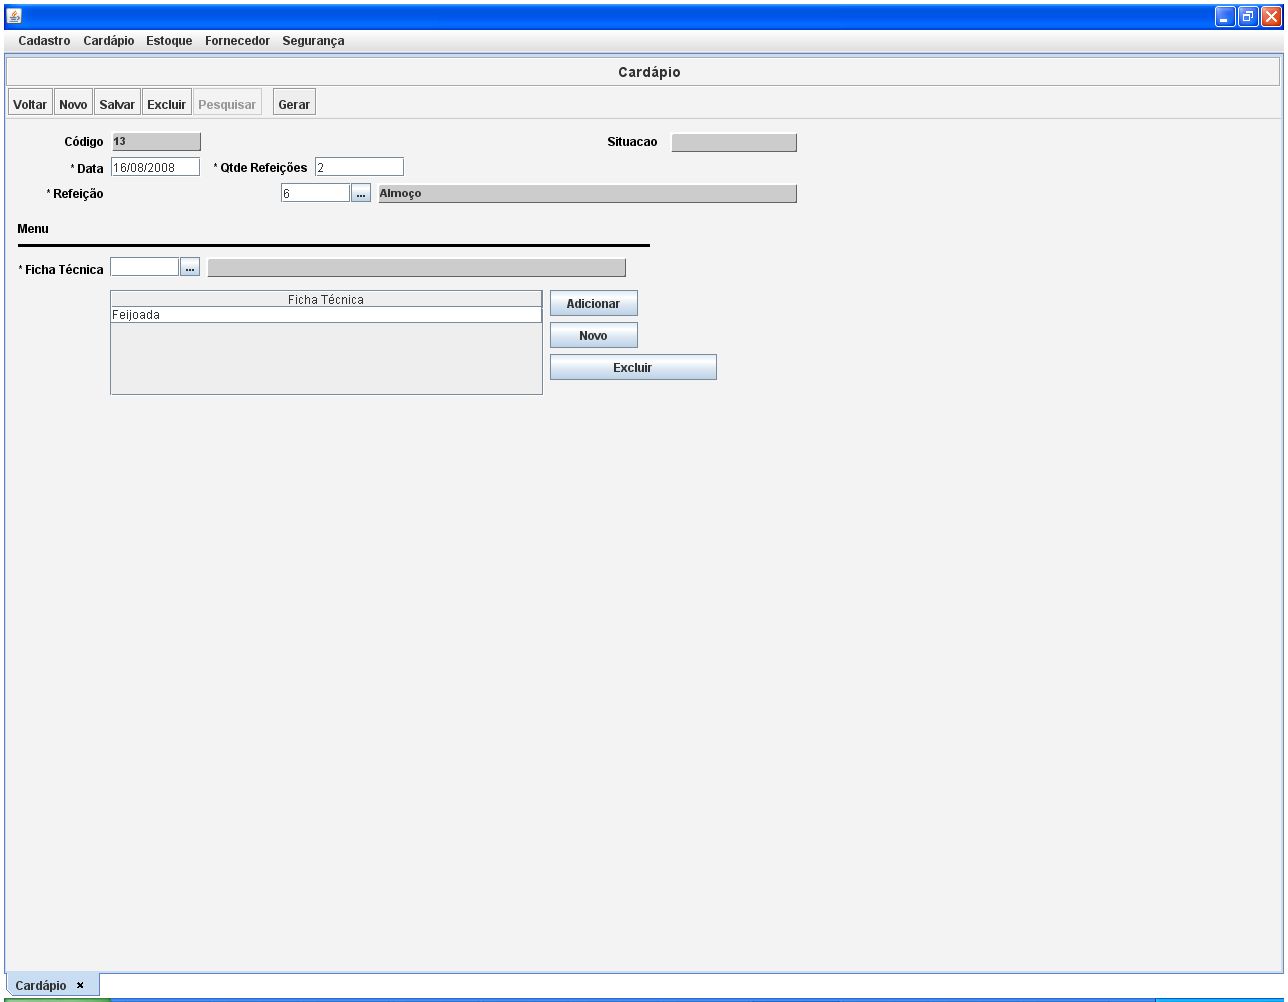 Cadastro Cardápio Estoque Fornecedor Segurança
Cardápio
Voltar Novo Salvar Excluir Pesquisar Gerar
Código 13 Situacao
* Data 16/08/2008 * Qtde Refeições 2
* Refeição 6 ... Almoço
Menu
* Ficha Técnica ...
Ficha Técnica
Feijoada
Adicionar
Novo
Excluir
Cardápio ×